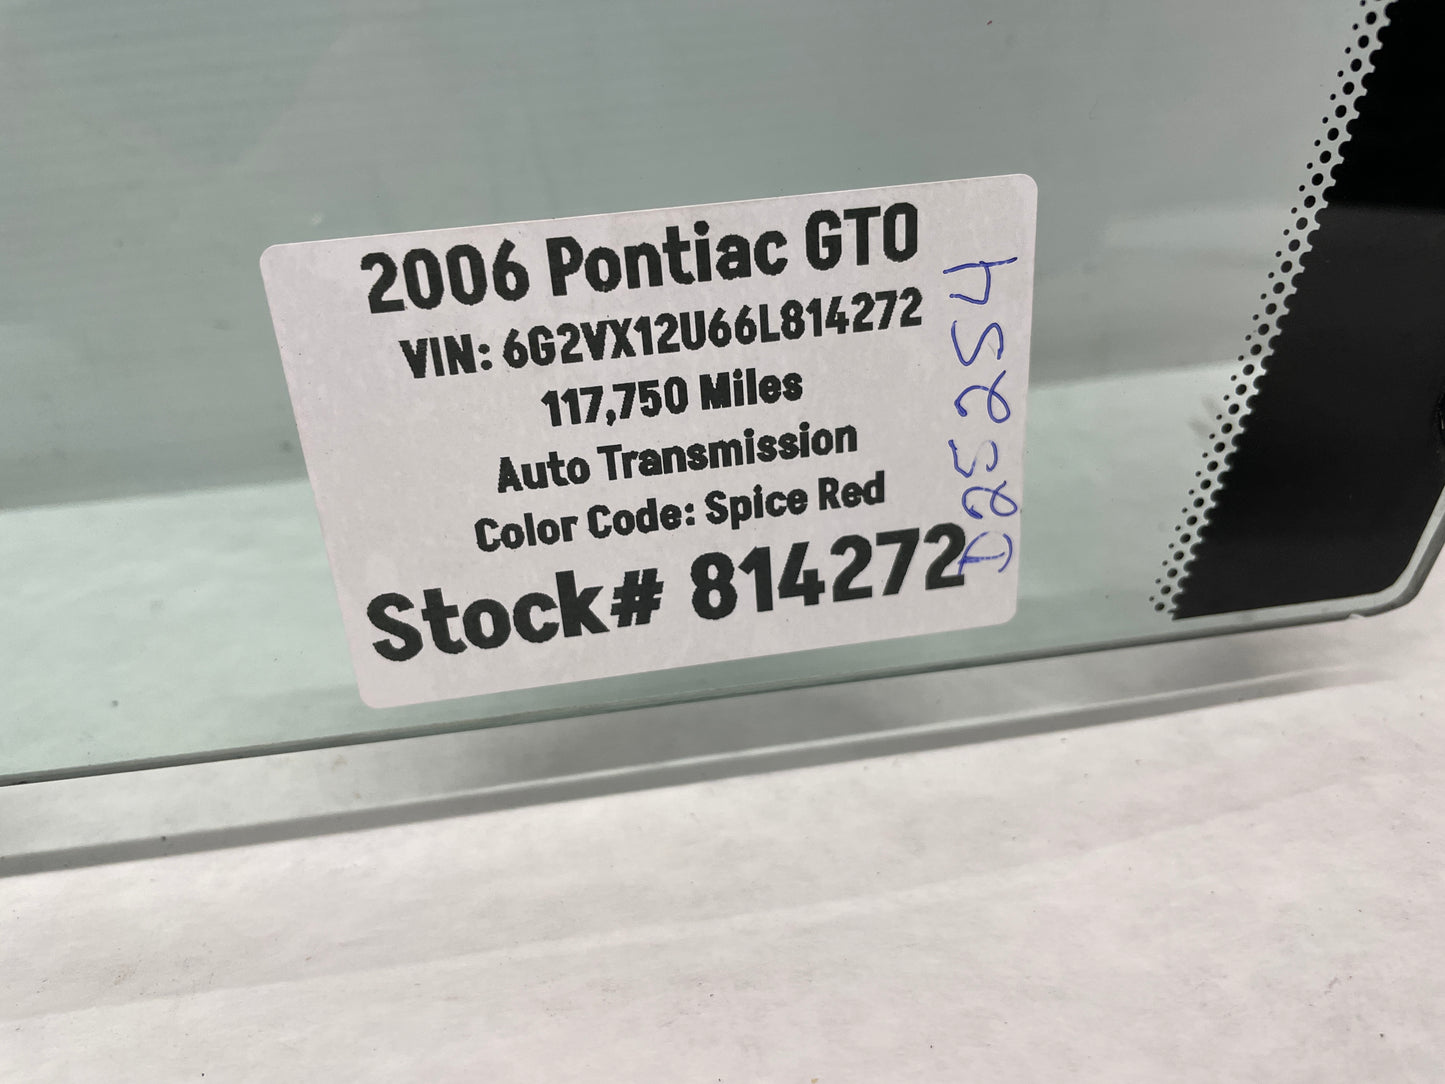 2006 Pontiac GTO
VIN: 6G2VX12U66L814272
117,750 Miles
Auto Transmission
Color Code: Spice Red
Stock# 814272
D25254